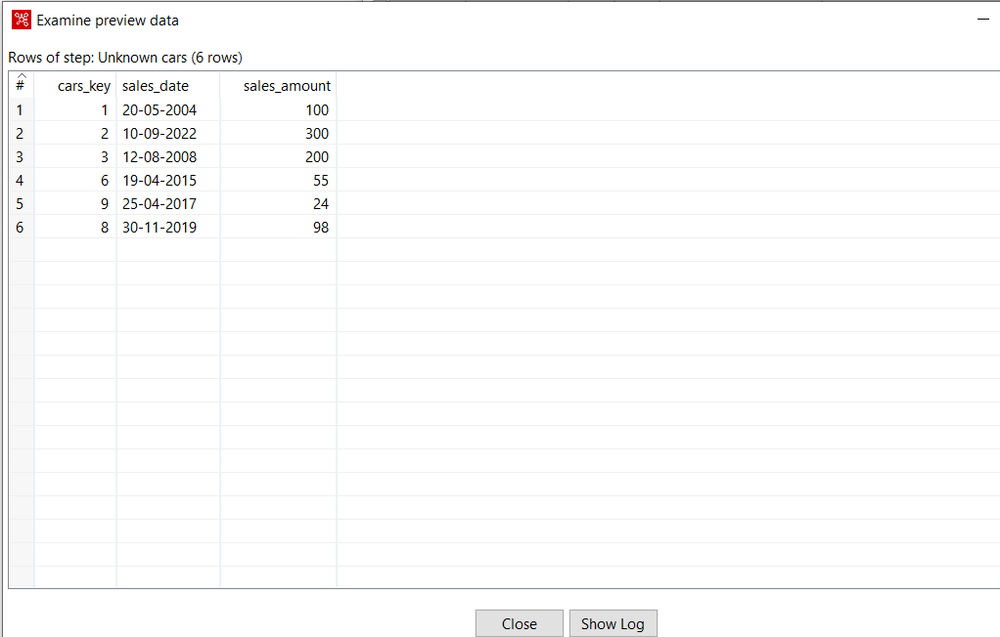 Examine preview data
Rows of step: Unknown cars (6 rows)
# cars_key sales_date sales_amount
1 1 20-05-2004 100
2 2 10-09-2022 300
3 3 12-08-2008 200
4 6 19-04-2015 55
5 9 25-04-2017 24
6 8 30-11-2019 98
Close Show Log